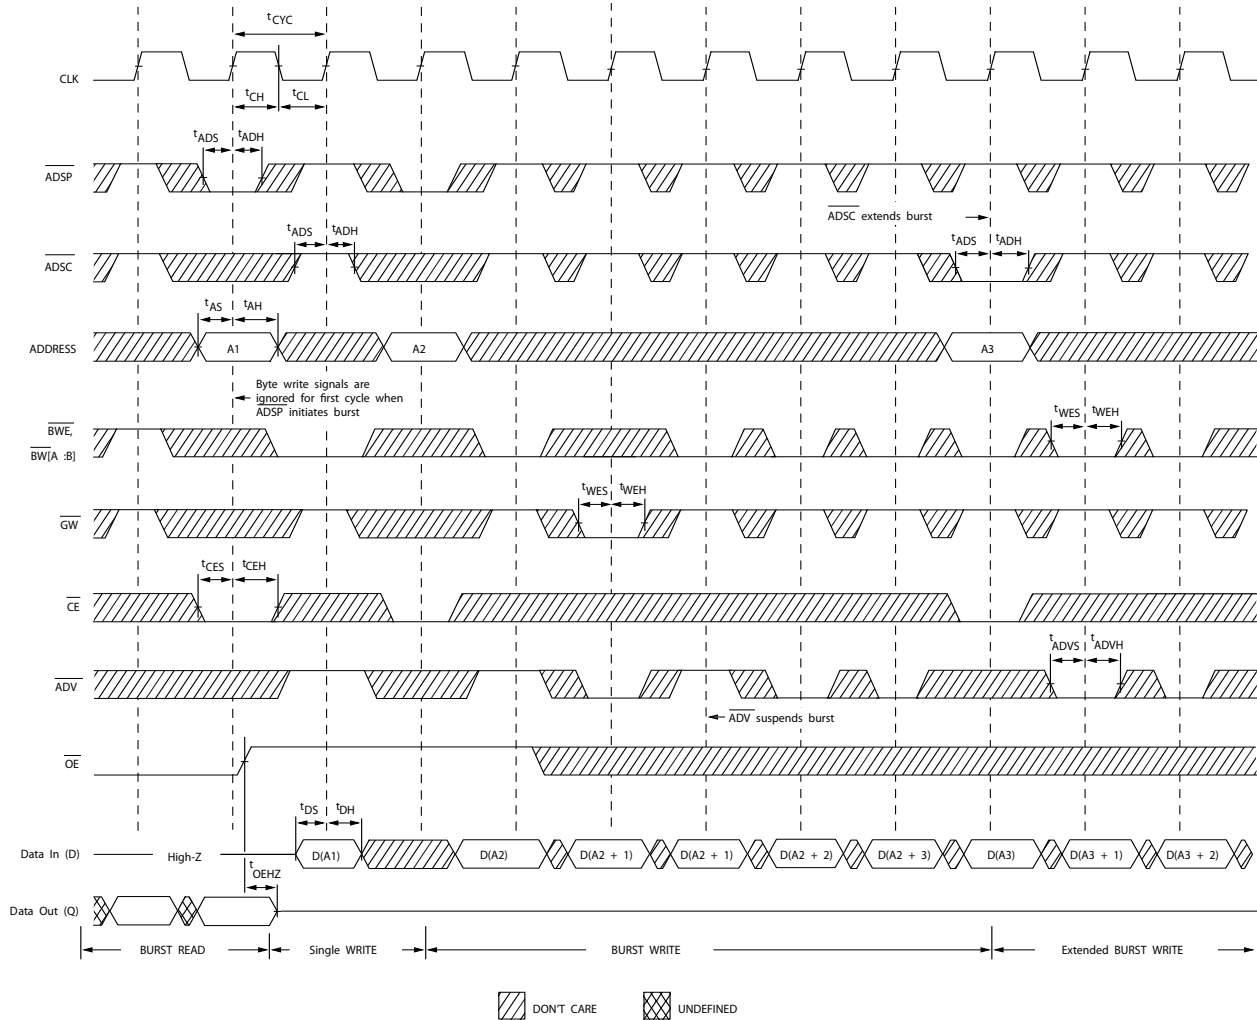 tCYC
CLK
tCH
tCL
tADS
tADH
ADSP
ADSC extends burst
tADS
tADH
tADS
tADH
ADSC
tAS
tAH
ADDRESS
A1
A2
A3
Byte write signals are
ignored for first cycle when
ADSP initiates burst
tWES
tWEH
BWE,
BW[A :B]
tWES
tWEH
GW
tCES
tCEH
CE
tADVS
tADVH
ADV
ADV suspends burst
OE
tDS
tDH
Data In (D)
High-Z
D(A1)
D(A2)
D(A2 + 1)
D(A2 + 1)
D(A2 + 2)
D(A2 + 3)
D(A3)
D(A3 + 1)
D(A3 + 2)
tOEHZ
Data Out (Q)
BURST READ
Single WRITE
BURST WRITE
Extended BURST WRITE
DON'T CARE
UNDEFINED